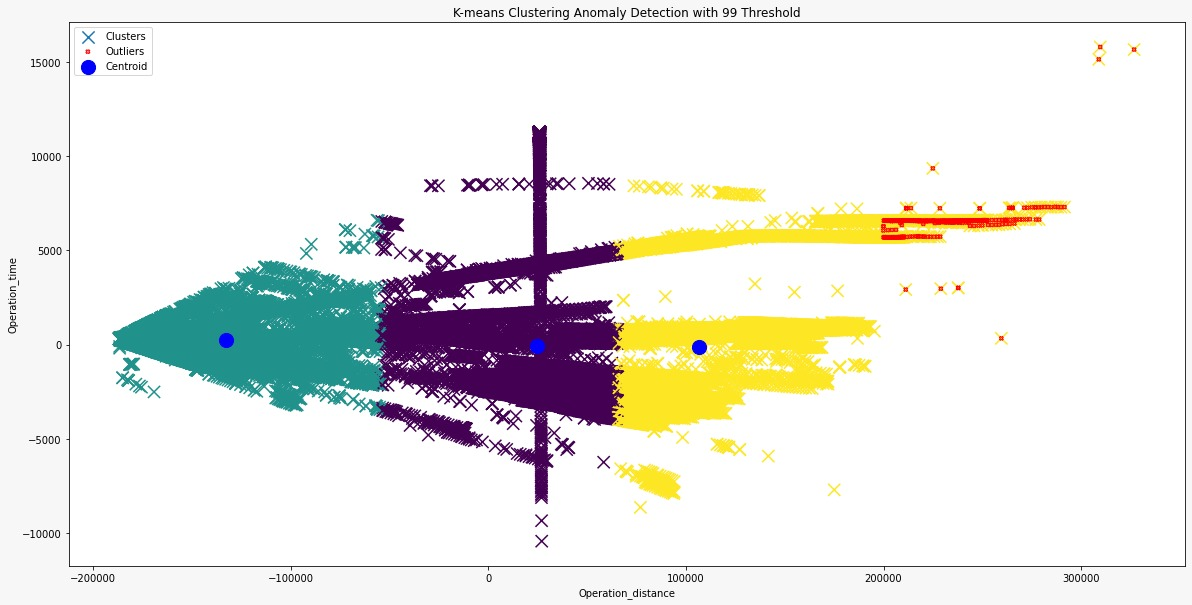 K-means Clustering Anomaly Detection with 99 Threshold
Clusters
Outliers
Centroid
15000
10000
5000
0
−5000
−10000
Operation_time
−200000
−100000
0
100000
200000
300000
Operation_distance